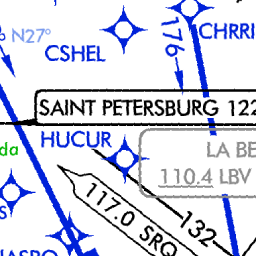 CHRRI
176
N27°
CSHEL
SAINT PETERSBURG 122
HUCUR
LA BE
110.4 LBV
117.0 SRQ
132